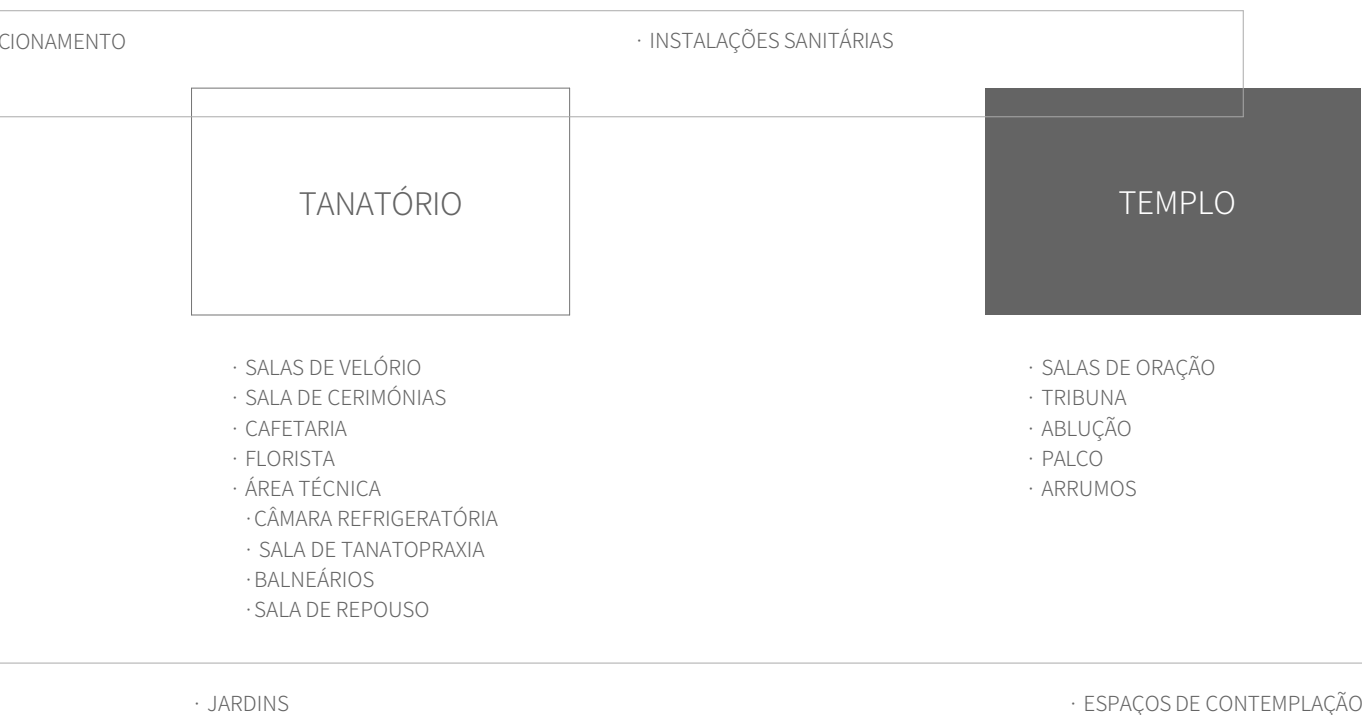 CIONAMENTO
· INSTALAÇÕES SANITÁRIAS
TANATÓRIO
· SALAS DE VELÓRIO
· SALA DE CERIMÓNIAS
· CAFETARIA
· FLORISTA
· ÁREA TÉCNICA
· CÂMARA REFRIGERATÓRIA
· SALA DE TANATOPRAXIA
· BALNEÁRIOS
· SALA DE REPOUSO
TEMPLO
· SALAS DE ORAÇÃO
· TRIBUNA
· ABLUÇÃO
· PALCO
· ARRUMOS
· JARDINS
· ESPAÇOS DE CONTEMPLAÇÃO